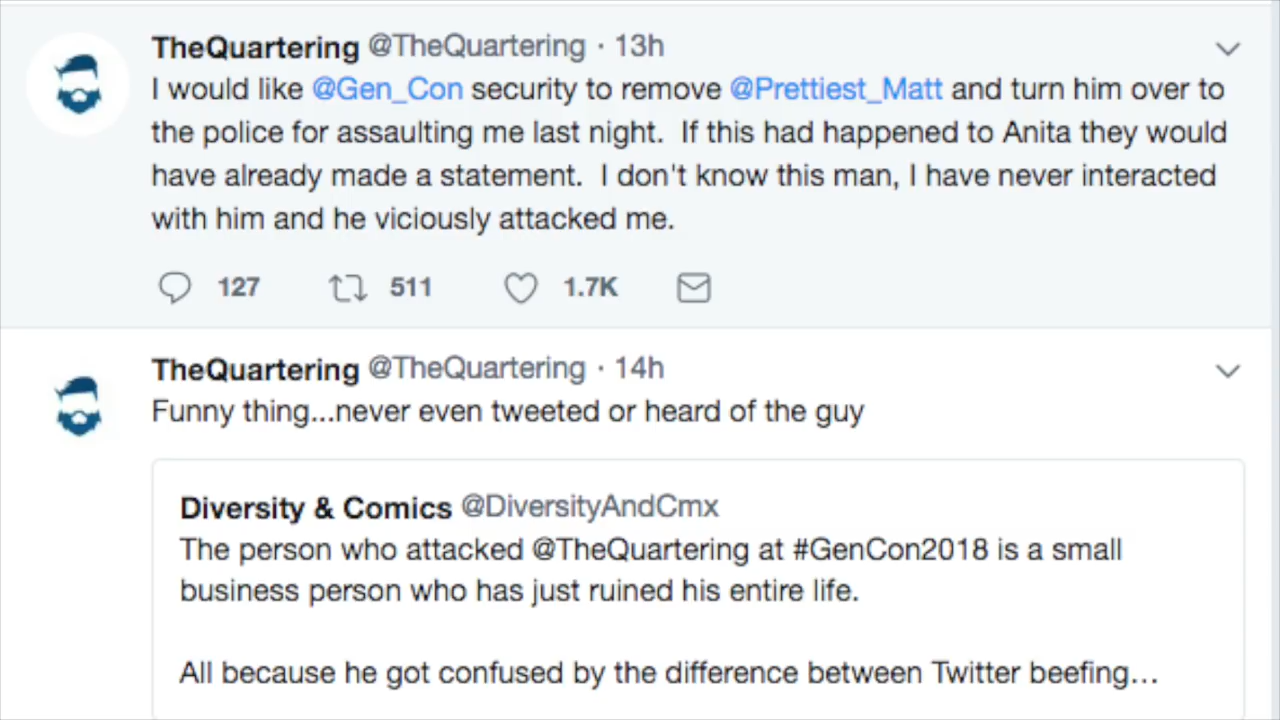 TheQuartering @TheQuartering · 13h
I would like @Gen_Con security to remove @Prettiest_Matt and turn him over to
the police for assaulting me last night.  If this had happened to Anita they would
have already made a statement.  I don't know this man, I have never interacted
with him and he viciously attacked me.
127 511 1.7K
TheQuartering @TheQuartering · 14h
Funny thing...never even tweeted or heard of the guy
Diversity & Comics @DiversityAndCmx
The person who attacked @TheQuartering at #GenCon2018 is a small
business person who has just ruined his entire life.
All because he got confused by the difference between Twitter beefing...